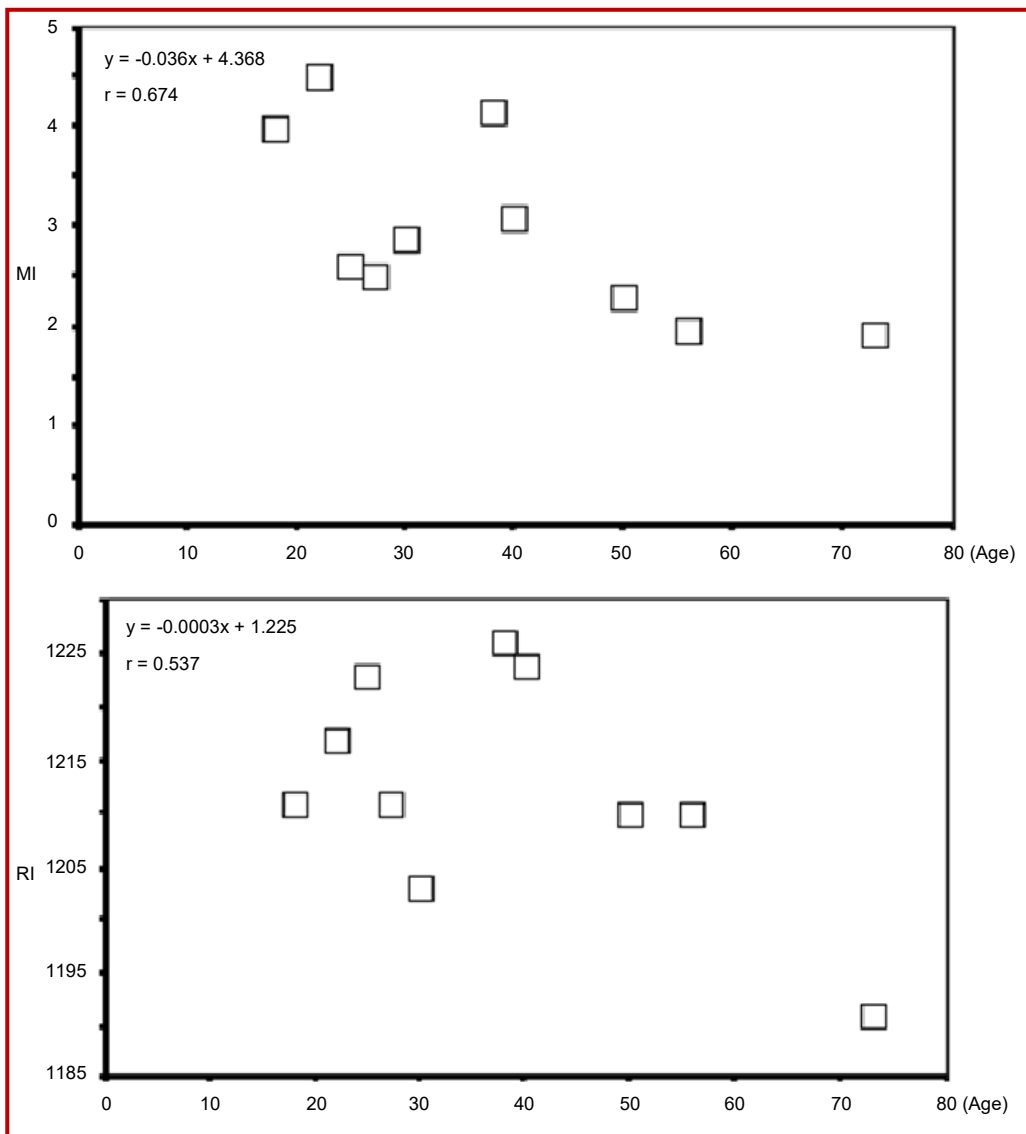 5
y = -0.036x + 4.368
r = 0.674
4
3
MI
2
1
0
0 10 20 30 40 50 60 70 80 (Age)
y = -0.0003x + 1.225
1225
r = 0.537
1215
RI 1205
1195
1185
0 10 20 30 40 50 60 70 80 (Age)